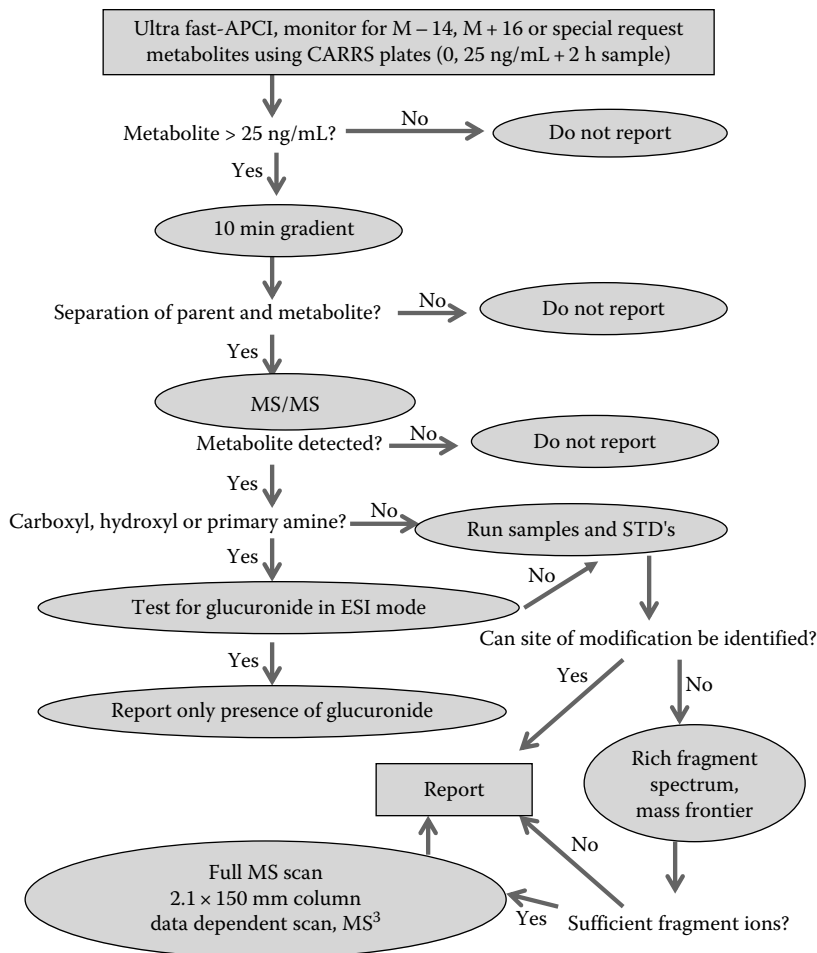 Ultra fast-APCI, monitor for M – 14, M + 16 or special request
metabolites using CARRS plates (0, 25 ng/mL + 2 h sample)
Metabolite > 25 ng/mL?
No
Do not report
Yes
10 min gradient
Separation of parent and metabolite?
No
Do not report
Yes
MS/MS
Metabolite detected?
No
Do not report
Yes
Carboxyl, hydroxyl or primary amine?
No
Run samples and STD's
Yes
Test for glucuronide in ESI mode
No
Can site of modification be identified?
Yes
Report only presence of glucuronide
Yes
No
Rich fragment
spectrum,
mass frontier
Report
No
Full MS scan
2.1 × 150 mm column
data dependent scan, MS³
Yes
Sufficient fragment ions?